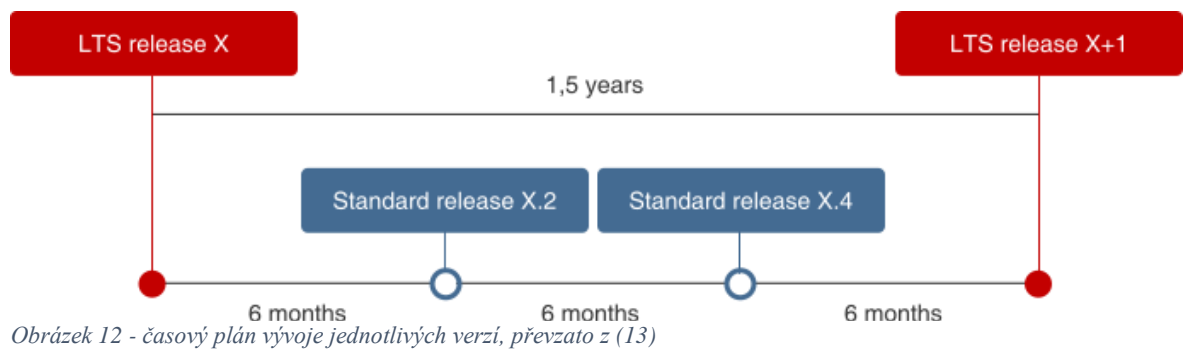 LTS release X
LTS release X+1
1,5 years
Standard release X.2
Standard release X.4
6 months
6 months
6 months
Obrázek 12 - časový plán vývoje jednotlivých verzí, převzato z (13)